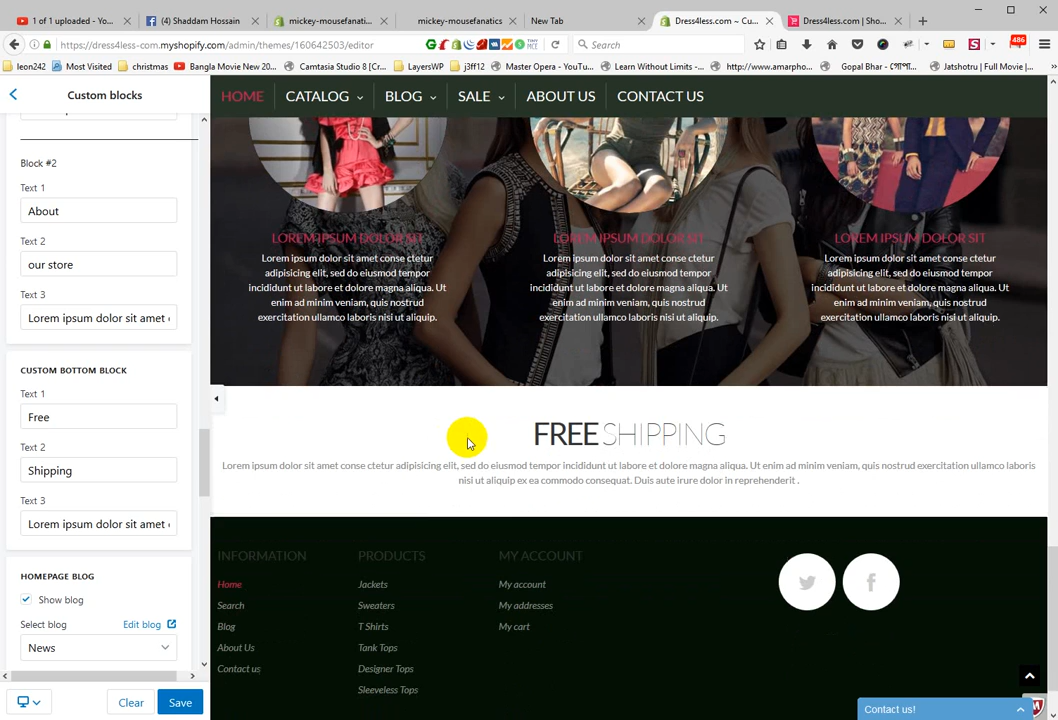 1 of 1 uploaded - Yo...
(4) Shaddam Hossain
mickey-mousefanati...
mickey-mousefanatics
New Tab
Dress4less.com ~ Cu...
Dress4less.com | Sho...
https://dress4less-com.myshopify.com/admin/themes/160642503/editor
Search
486
leon242
Most Visited
christmas
Bangla Movie New 20...
Camtasia Studio 8 [Cr...
LayersWP
j3ff12
Master Opera - YouTu...
Learn Without Limits -...
http://www.amarpho...
Gopal Bhar - গোপা...
Jatshotru | Full Movie |...
Custom blocks
Block #2
Text 1
About
Text 2
our store
Text 3
Lorem ipsum dolor sit amet
CUSTOM BOTTOM BLOCK
Text 1
Free
Text 2
Shipping
Text 3
Lorem ipsum dolor sit amet
HOMEPAGE BLOG
Show blog
Select blog
Edit blog
News
Clear
Save
HOME
CATALOG
BLOG
SALE
ABOUT US
CONTACT US
LOREM IPSUM DOLOR SIT
Lorem ipsum dolor sit amet conse ctetur
adipisicing elit, sed do eiusmod tempor
incididunt ut labore et dolore magna aliqua. Ut
enim ad minim veniam, quis nostrud
exercitation ullamco laboris nisi ut aliquip.
LOREM IPSUM DOLOR SIT
Lorem ipsum dolor sit amet conse ctetur
adipisicing elit, sed do eiusmod tempor
incididunt ut labore et dolore magna aliqua. Ut
enim ad minim veniam, quis nostrud
exercitation ullamco laboris nisi ut aliquip.
LOREM IPSUM DOLOR SIT
Lorem ipsum dolor sit amet conse ctetur
adipisicing elit, sed do eiusmod tempor
incididunt ut labore et dolore magna aliqua. Ut
enim ad minim veniam, quis nostrud
exercitation ullamco laboris nisi ut aliquip.
FREE SHIPPING
Lorem ipsum dolor sit amet conse ctetur adipisicing elit, sed do eiusmod tempor incididunt ut labore et dolore magna aliqua. Ut enim ad minim veniam, quis nostrud exercitation ullamco laboris
nisi ut aliquip ex ea commodo consequat. Duis aute irure dolor in reprehenderit .
INFORMATION
Home
Search
Blog
About Us
Contact us
PRODUCTS
Jackets
Sweaters
T Shirts
Tank Tops
Designer Tops
Sleeveless Tops
MY ACCOUNT
My account
My addresses
My cart
Contact us!